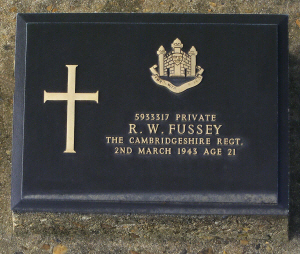 5933317 PRIVATE
R. W. FUSSEY
THE CAMBRIDGESHIRE REGT.
2ND MARCH 1943 AGE 21